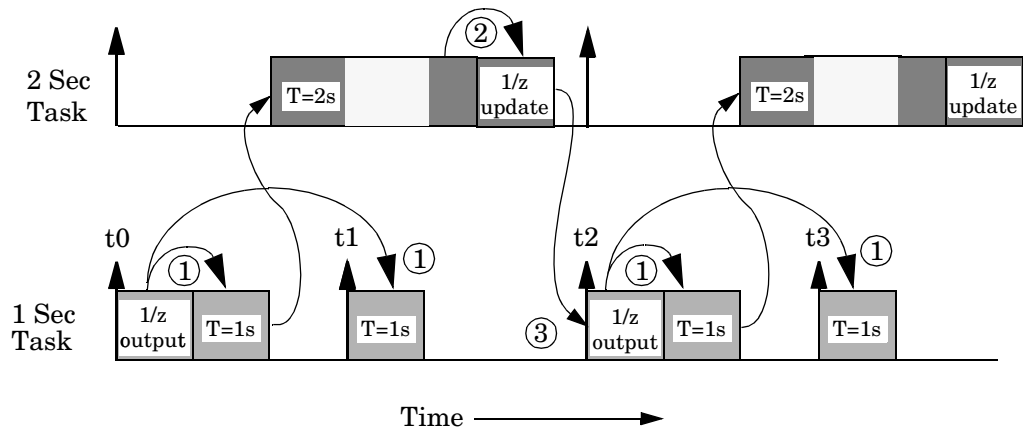 2
2 Sec
Task
T=2s
1/z
update
T=2s
1/z
update
t0
t1
t2
t3
1
1
1
1
1 Sec
Task
1/z
output
T=1s
T=1s
3
1/z
output
T=1s
T=1s
Time